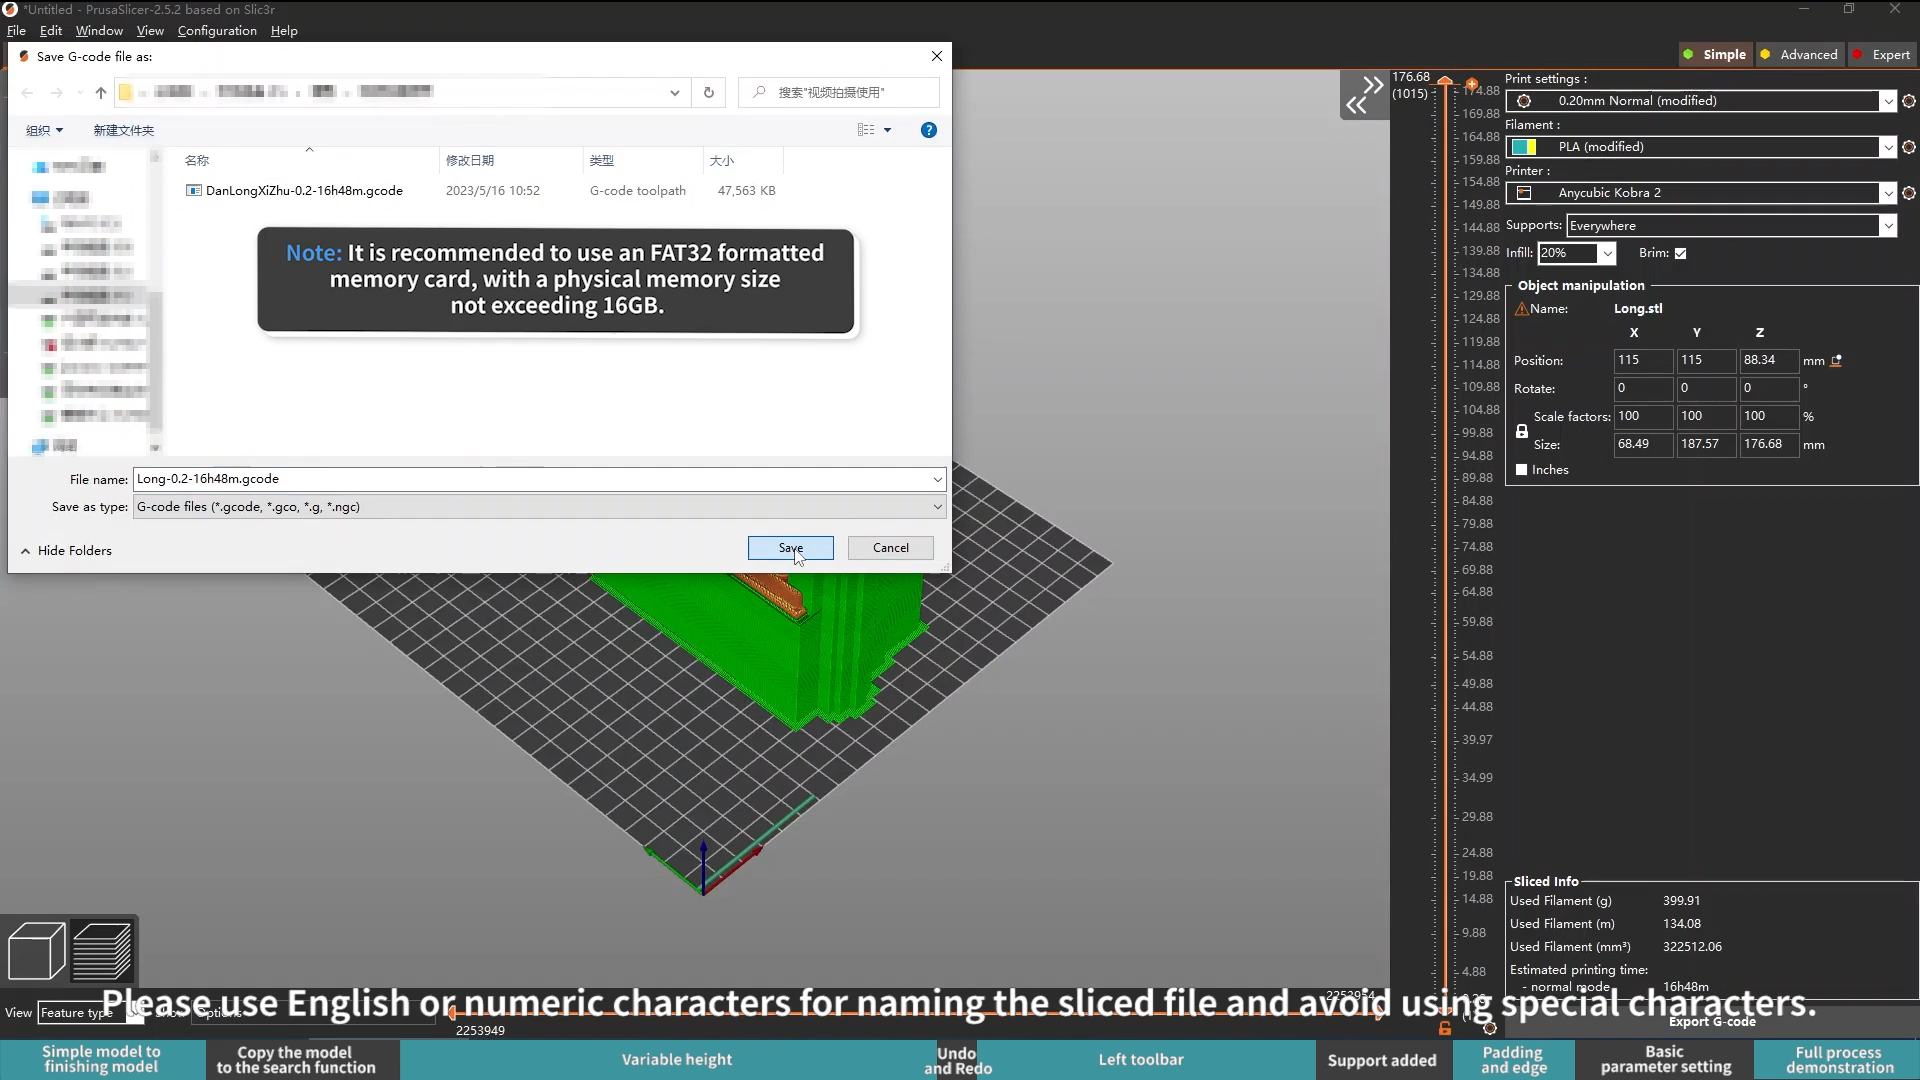 *Untitled - PrusaSlicer-2.5.2 based on Slic3r
File Edit Window View Configuration Help
Save G-code file as:
搜索"视频拍摄使用"
组织 新建文件夹
名称 修改日期 类型 大小
DanLongXiZhu-0.2-16h48m.gcode 2023/5/16 10:52 G-code toolpath 47,563 KB
Note: It is recommended to use an FAT32 formatted
memory card, with a physical memory size
not exceeding 16GB.
File name: Long-0.2-16h48m.gcode
Save as type: G-code files (*.gcode, *.gco, *.g, *.ngc)
Hide Folders
Save Cancel
Simple Advanced Expert
Print settings :
0.20mm Normal (modified)
Filament :
PLA (modified)
Printer :
Anycubic Kobra 2
Supports: Everywhere
Infill: 20% Brim:
Object manipulation
Name: Long.stl
X Y Z
Position: 115 115 88.34 mm
Rotate: 0 0 0 °
Scale factors: 100 100 100 %
Size: 68.49 187.57 176.68 mm
Inches
176.68
(1015)
174.88
169.88
164.88
159.88
154.88
149.88
144.88
139.88
134.88
129.88
124.88
119.88
114.88
109.88
104.88
99.88
94.88
89.88
84.88
79.88
74.88
69.88
64.88
59.88
54.88
49.88
44.88
39.97
34.99
29.88
24.88
19.88
14.88
9.88
4.88
Sliced Info
Used Filament (g) 399.91
Used Filament (m) 134.08
Used Filament (mm³) 322512.06
Estimated printing time:
- normal mode 16h48m
Export G-code
View Feature type Show Options
2253949
Please use English or numeric characters for naming the sliced file and avoid using special characters.
Simple model to
finishing model
Copy the model
to the search function
Variable height
Undo
and Redo
Left toolbar
Support added
Padding
and edge
Basic
parameter setting
Full process
demonstration